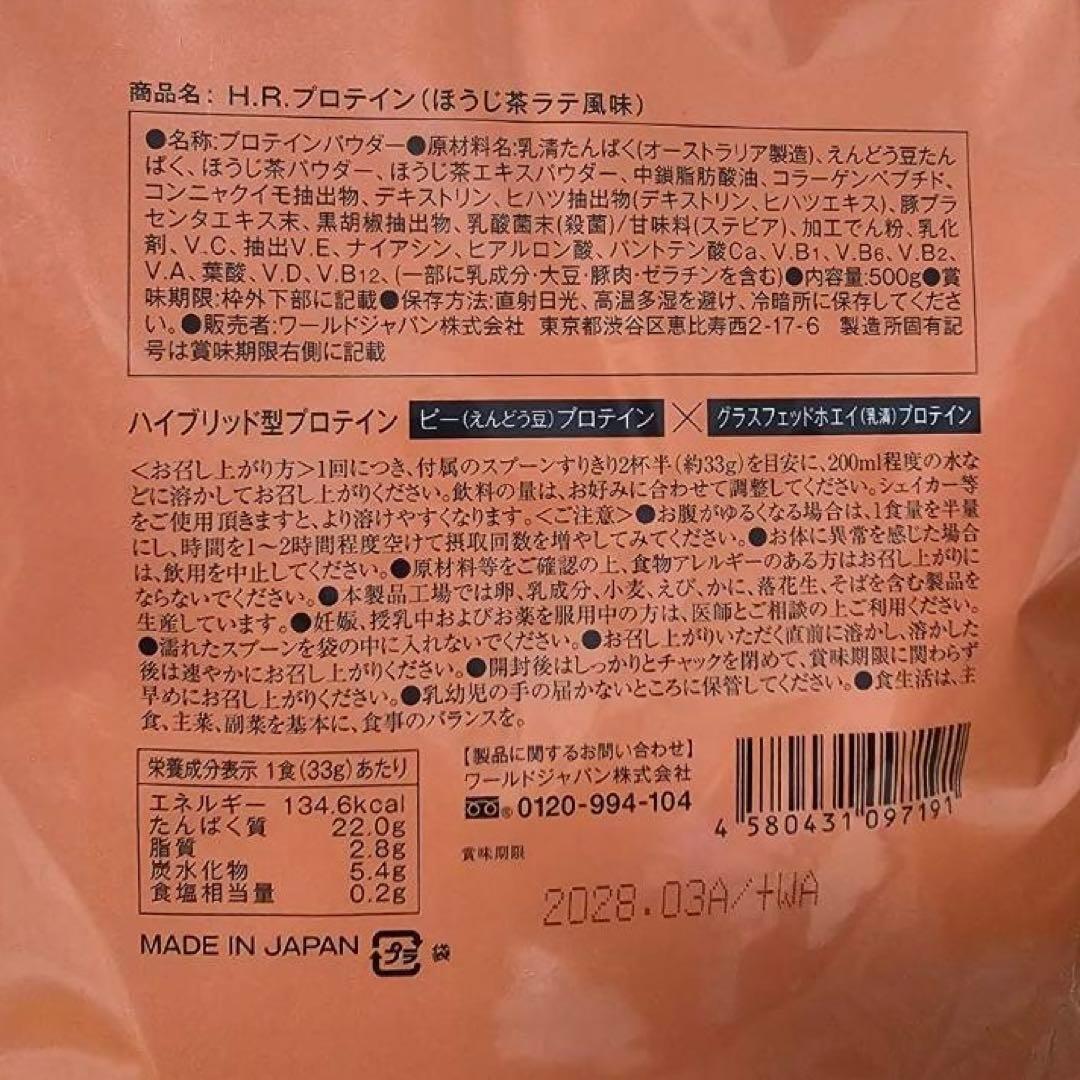 商品名: H.R.プロテイン(ほうじ茶ラテ風味)
●名称:プロテインパウダー●原材料名:乳清たんぱく(オーストラリア製造)、えんどう豆たん
ぱく、ほうじ茶パウダー、ほうじ茶エキスパウダー、中鎖脂肪酸油、コラーゲンペプチド、
コンニャクイモ抽出物、デキストリン、ヒハツ抽出物(デキストリン、ヒハツエキス)、豚プラ
センタエキス末、黒胡椒抽出物、乳酸菌末(殺菌)/甘味料(ステビア)、加工でん粉、乳化
剤、V.C、抽出V.E、ナイアシン、ヒアルロン酸、パントテン酸Ca、V.B1、V.B6、V.B2、
V.A、葉酸、V.D、V.B12、(一部に乳成分・大豆・豚肉・ゼラチンを含む)●内容量:500g●賞
味期限:枠外下部に記載●保存方法:直射日光、高温多湿を避け、冷暗所に保存してくださ
い。●販売者:ワールドジャパン株式会社 東京都渋谷区恵比寿西2-17-6 製造所固有記
号は賞味期限右側に記載
ハイブリッド型プロテイン ピー(えんどう豆)プロテイン × グラスフェッドホエイ(乳清)プロテイン
<お召し上がり方>1回につき、付属のスプーンすりきり2杯半(約33g)を目安に、200ml程度の水な
どに溶かしてお召し上がりください。飲料の量は、お好みに合わせて調整してください。シェイカー等
をご使用頂きますと、より溶けやすくなります。<ご注意>●お腹がゆるくなる場合は、1食量を半量
にし、時間を1〜2時間程度空けて摂取回数を増やしてみてください。●お体に異常を感じた場合
は、飲用を中止してください。●原材料等をご確認の上、食物アレルギーのある方はお召し上がりに
ならないでください。●本製品工場では卵、乳成分、小麦、えび、かに、落花生、そばを含む製品を
生産しています。●妊娠、授乳中およびお薬を服用中の方は、医師とご相談の上ご利用ください。
●濡れたスプーンを袋の中に入れないでください。●お召し上がりいただく直前に溶かし、溶かした
後は速やかにお召し上がりください。●開封後はしっかりとチャックを閉めて、賞味期限に関わらず
早めにお召し上がりください。●乳幼児の手の届かないところに保管してください。●食生活は、主
食、主菜、副菜を基本に、食事のバランスを。
栄養成分表示 1食(33g)あたり
エネルギー 134.6kcal
たんぱく質 22.0g
脂質 2.8g
炭水化物 5.4g
食塩相当量 0.2g
【製品に関するお問い合わせ】
ワールドジャパン株式会社
® 0120-994-104
賞味期限
2028.03A/+WA
4 580431 097191
MADE IN JAPAN プラ 袋